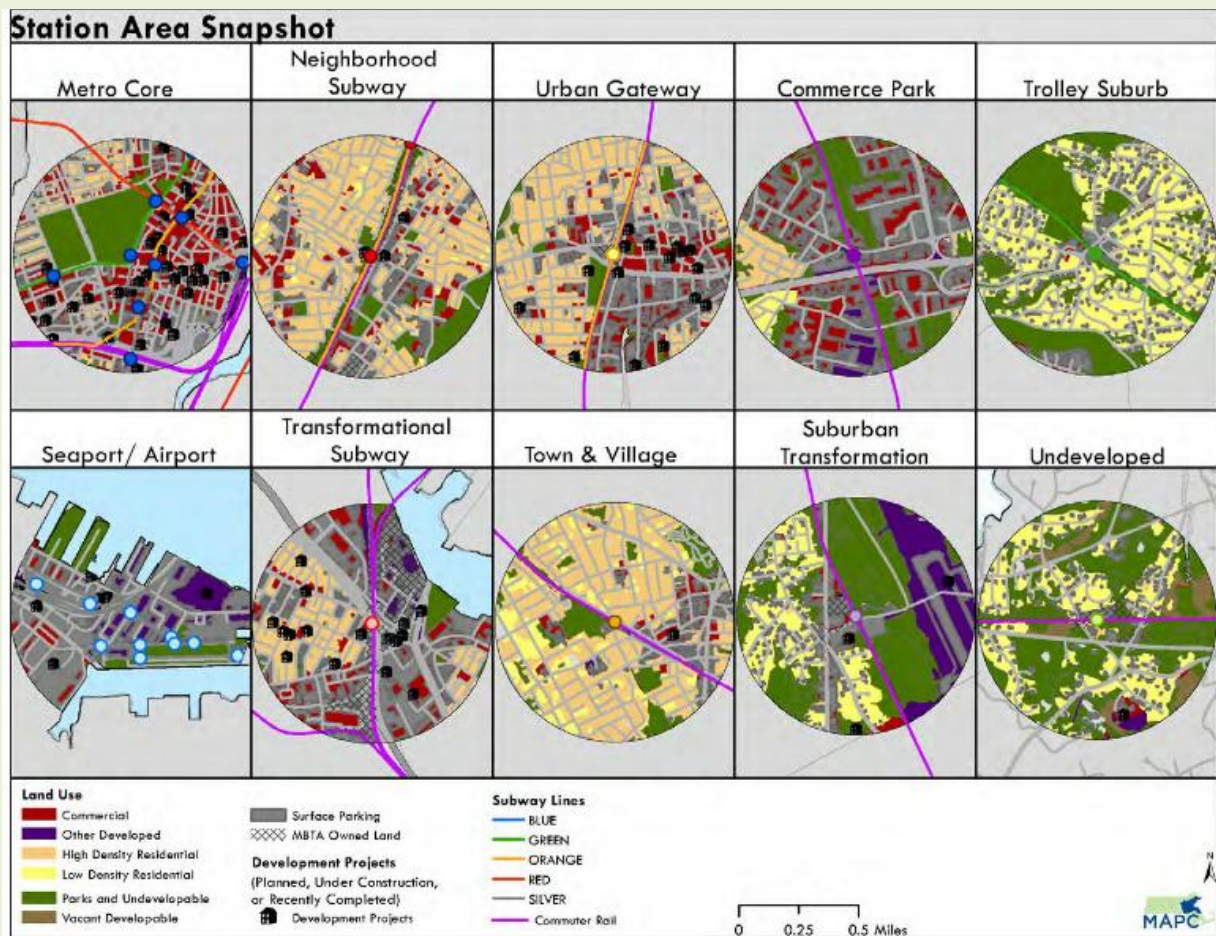 Station Area Snapshot
Metro Core
Neighborhood
Subway
Urban Gateway
Commerce Park
Trolley Suburb
Seaport/ Airport
Transformational
Subway
Town & Village
Suburban
Transformation
Undeveloped
Land Use
Commercial
Other Developed
High Density Residential
Low Density Residential
Parks and Undevelopable
Vacant Developable
Surface Parking
MBTA Owned Land
Development Projects
(Planned, Under Construction,
or Recently Completed)
Development Projects
Subway Lines
BLUE
GREEN
ORANGE
RED
SILVER
Commuter Rail
0 0.25 0.5 Miles
N
MAPC